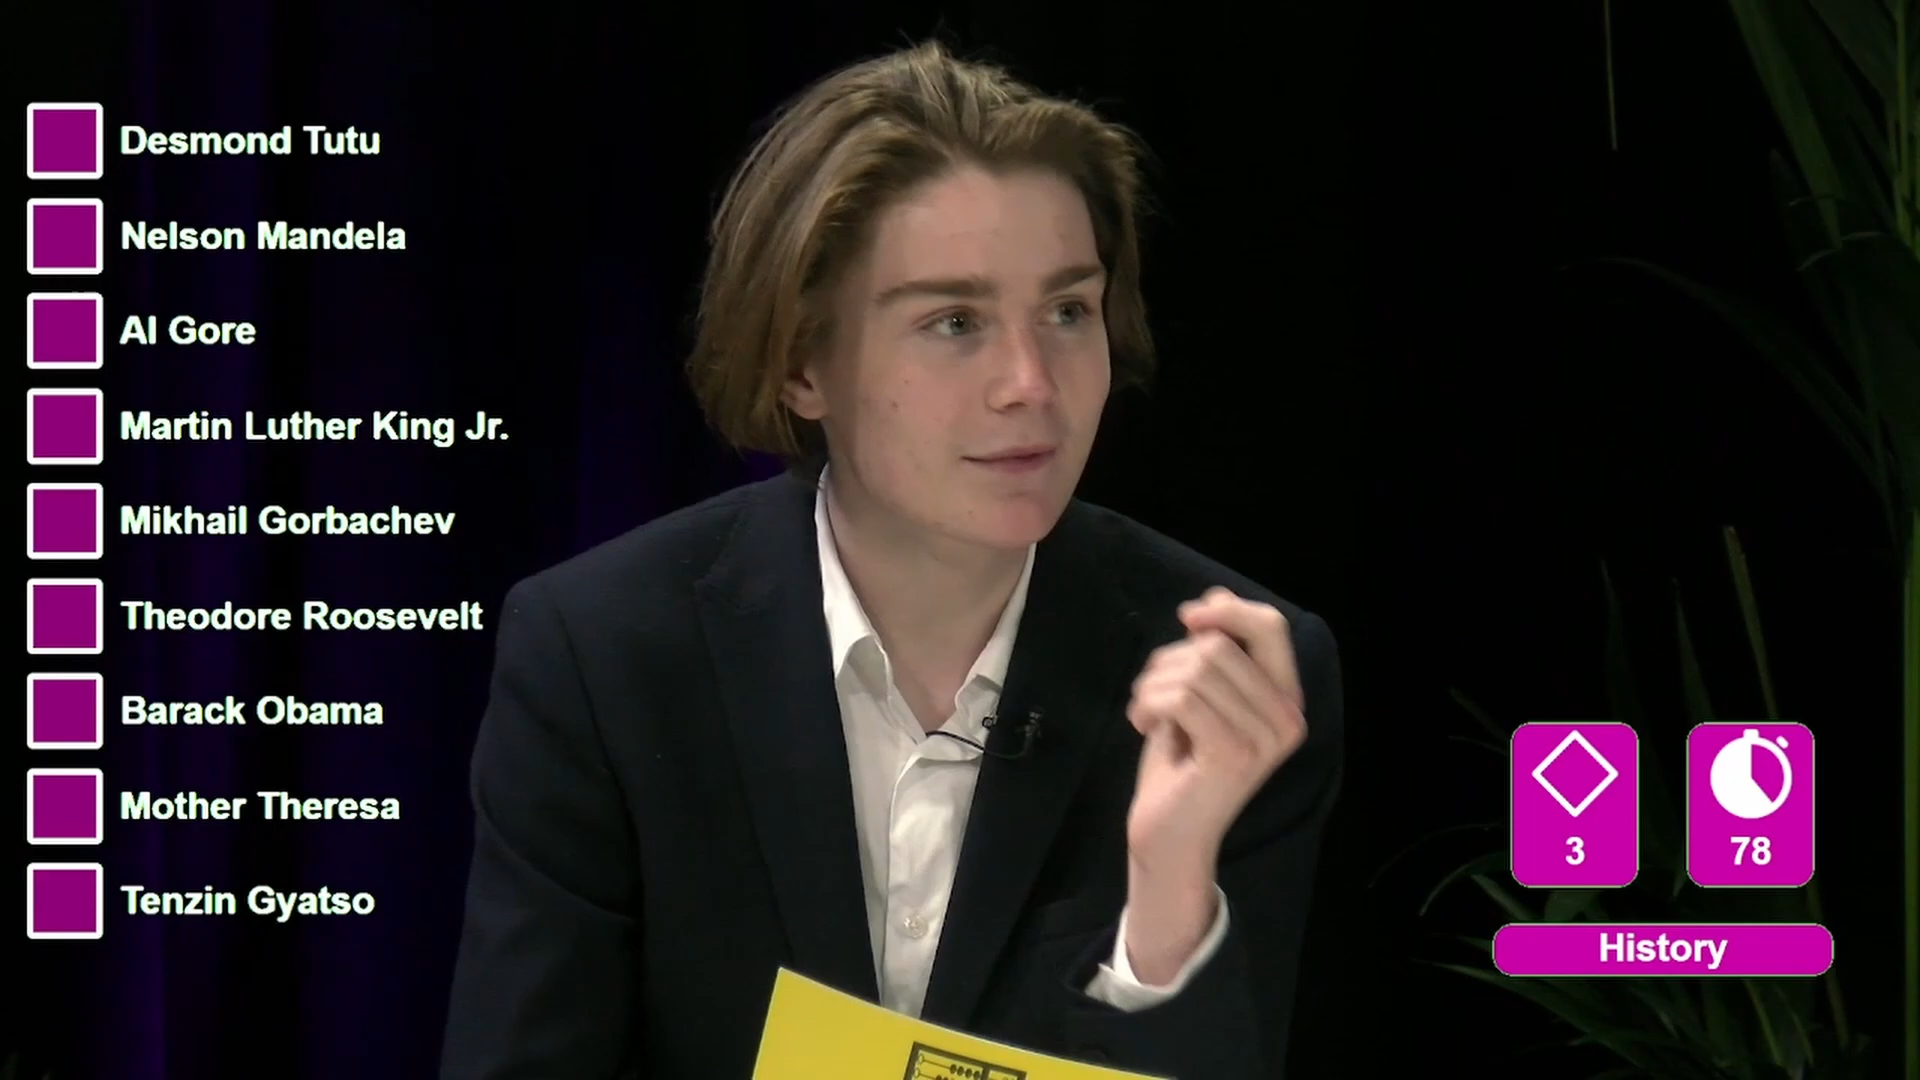 Desmond Tutu
Nelson Mandela
Al Gore
Martin Luther King Jr.
Mikhail Gorbachev
Theodore Roosevelt
Barack Obama
Mother Theresa
Tenzin Gyatso
3
78
History